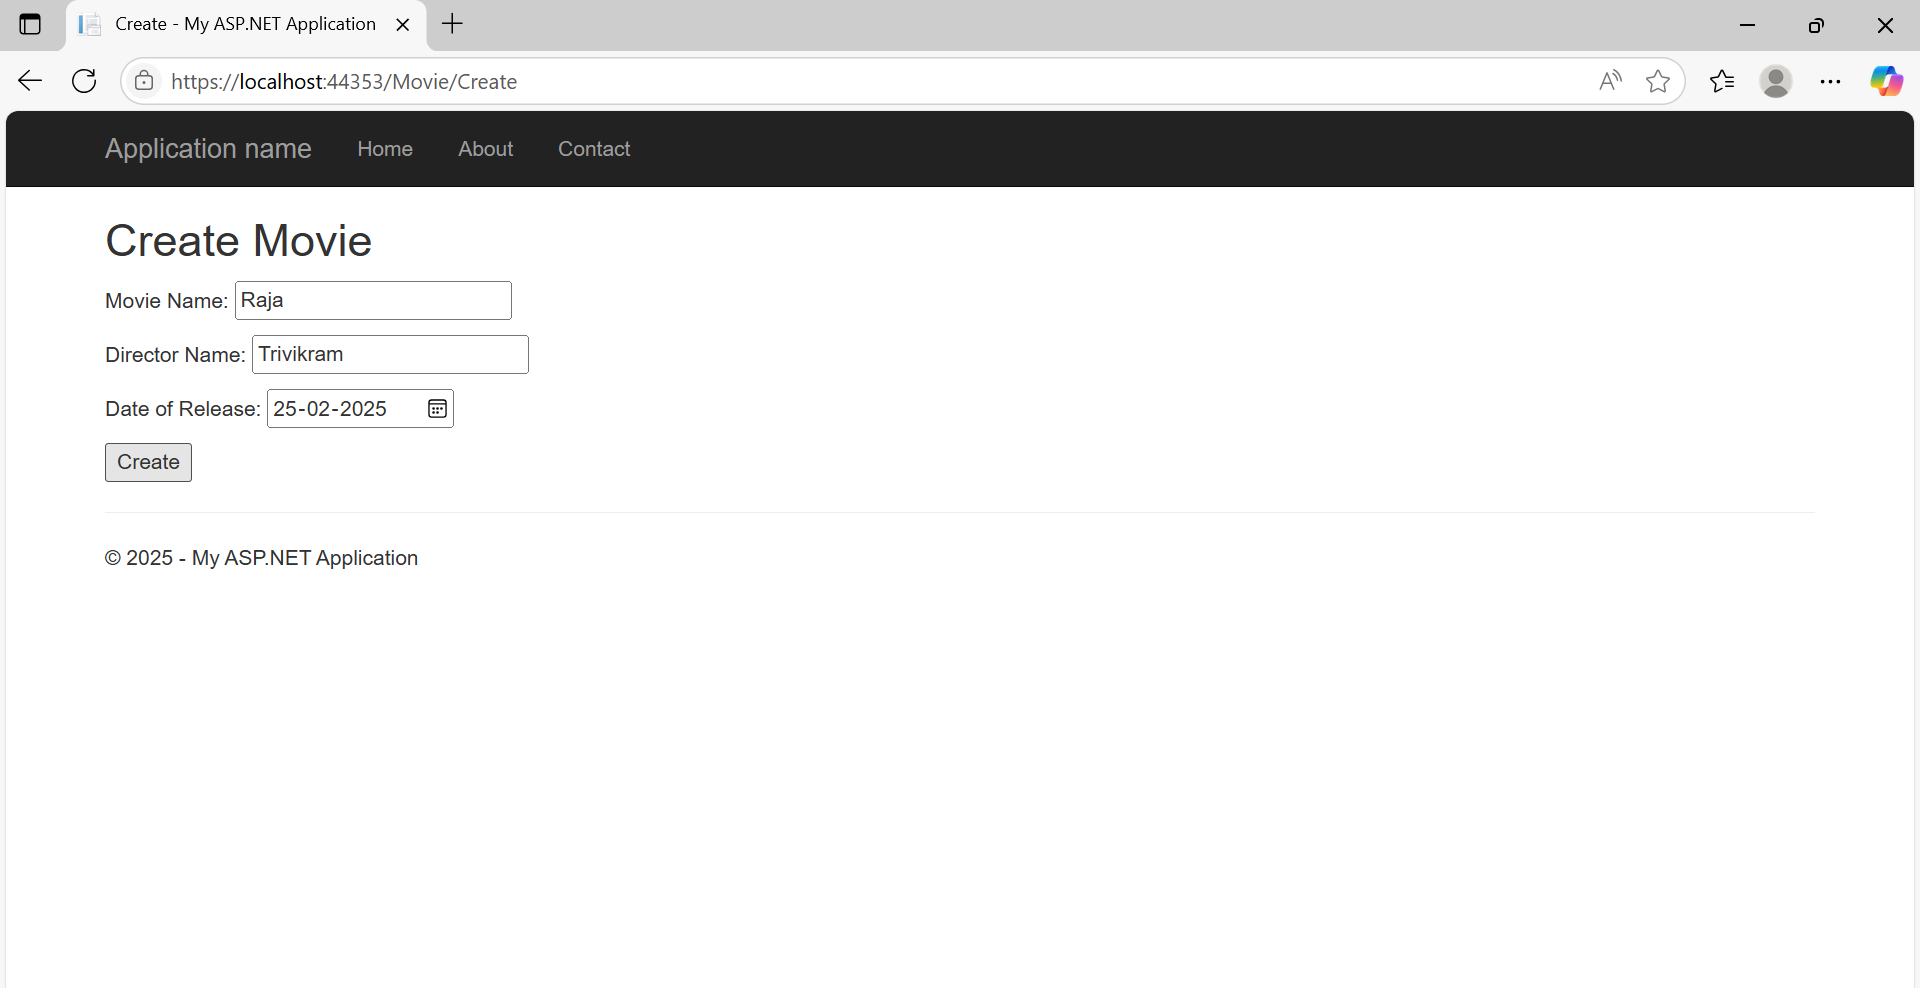 Create - My ASP.NET Application
https://localhost:44353/Movie/Create
Application name Home About Contact
Create Movie
Movie Name: Raja
Director Name: Trivikram
Date of Release: 25-02-2025
Create
© 2025 - My ASP.NET Application